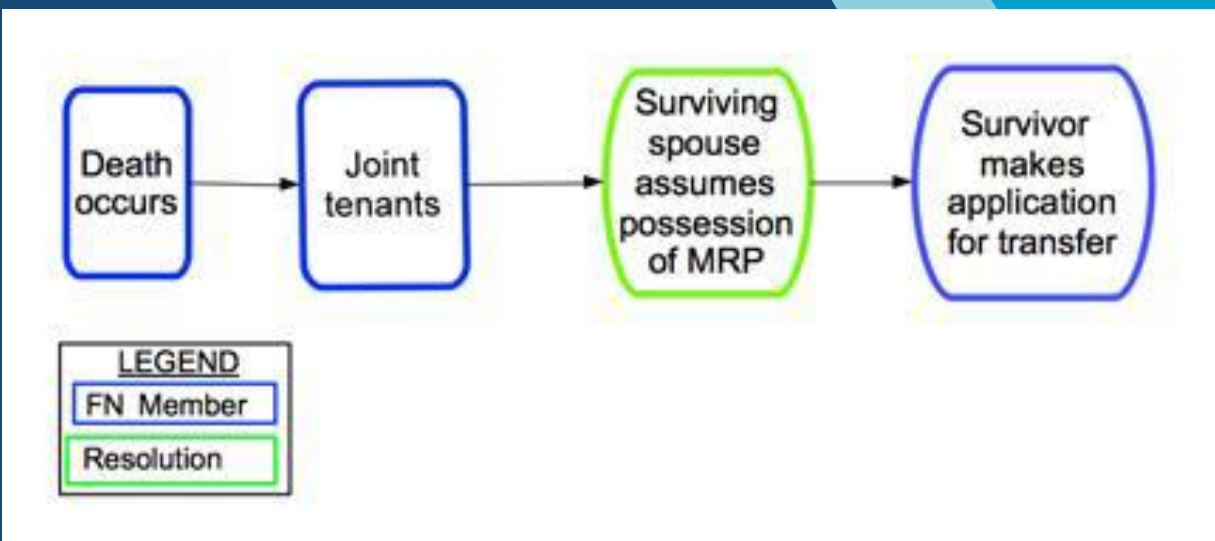 Death
occurs
Joint
tenants
Surviving
spouse
assumes
possession
of MRP
Survivor
makes
application
for transfer
LEGEND
FN Member
Resolution